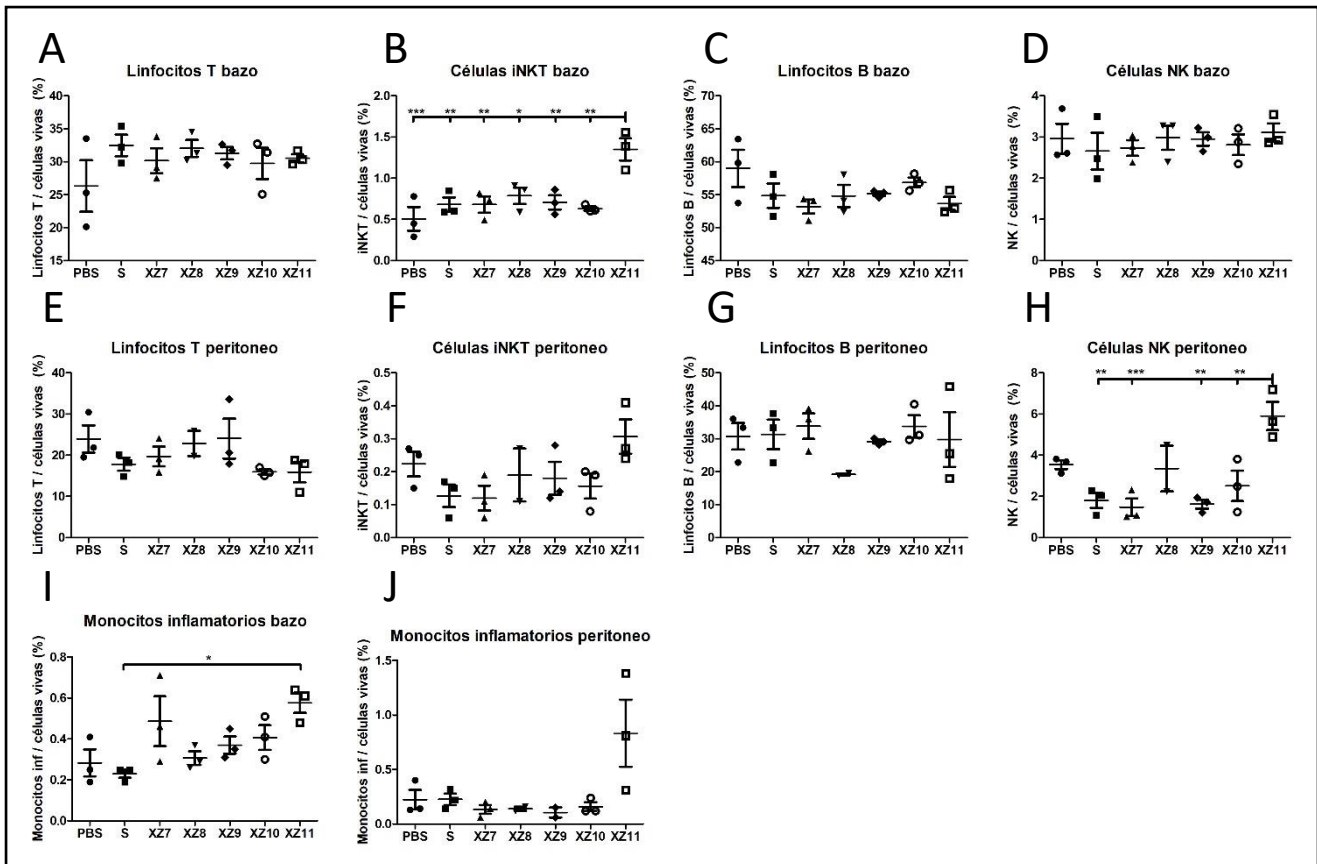 A
Linfocitos T bazo
Linfocitos T / células vivas (%)
40
35
30
25
20
15
PBS S XZ7 XZ8 XZ9 XZ10 XZ11
B
Células iNKT bazo
iNKT / células vivas (%)
2.0
1.5
1.0
0.5
0.0
*** ** ** * ** **
PBS S XZ7 XZ8 XZ9 XZ10 XZ11
C
Linfocitos B bazo
Linfocitos B / células vivas (%)
70
65
60
55
50
45
PBS S XZ7 XZ8 XZ9 XZ10 XZ11
D
Células NK bazo
NK / células vivas (%)
4
3
2
1
0
PBS S XZ7 XZ8 XZ9 XZ10 XZ11
E
Linfocitos T peritoneo
Linfocitos T / células vivas (%)
40
30
20
10
0
PBS S XZ7 XZ8 XZ9 XZ10 XZ11
F
Células iNKT peritoneo
iNKT / células vivas (%)
0.5
0.4
0.3
0.2
0.1
0.0
PBS S XZ7 XZ8 XZ9 XZ10 XZ11
G
Linfocitos B peritoneo
Linfocitos B / células vivas (%)
50
40
30
20
10
0
PBS S XZ7 XZ8 XZ9 XZ10 XZ11
H
Células NK peritoneo
NK / células vivas (%)
8
6
4
2
0
** *** ** **
PBS S XZ7 XZ8 XZ9 XZ10 XZ11
I
Monocitos inflamatorios bazo
Monocitos inf / células vivas (%)
0.8
0.6
0.4
0.2
0.0
*
PBS S XZ7 XZ8 XZ9 XZ10 XZ11
J
Monocitos inflamatorios peritoneo
Monocitos inf / células vivas (%)
1.5
1.0
0.5
0.0
PBS S XZ7 XZ8 XZ9 XZ10 XZ11